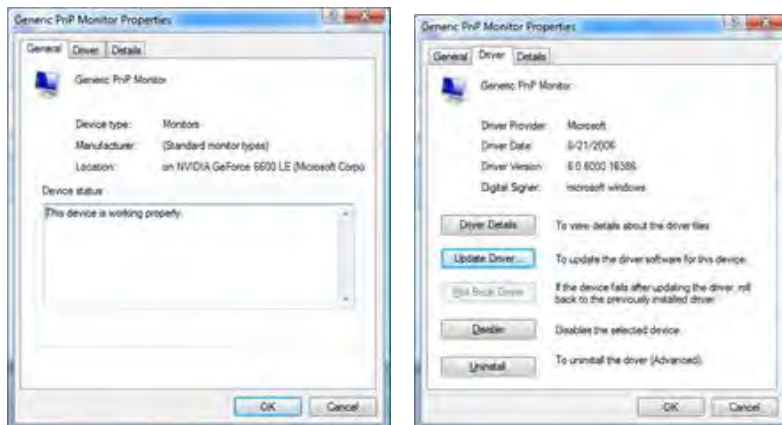 Generic PnP Monitor Properties
General Driver Details
Generic PnP Monitor
Device type: Monitors
Manufacturer: (Standard monitor types)
Location: on NVIDIA GeForce 6600 LE (Microsoft Corpo
Device status
This device is working properly.
OK Cancel
Generic PnP Monitor Properties
General Driver Details
Generic PnP Monitor
Driver Provider: Microsoft
Driver Date: 6/21/2006
Driver Version: 6.0.6000.16386
Digital Signer: microsoft windows
Driver Details To view details about the driver files.
Update Driver... To update the driver software for this device.
Roll Back Driver If the device fails after updating the driver, roll
back to the previously installed driver.
Disable Disables the selected device.
Uninstall To uninstall the driver (Advanced).
OK Cancel